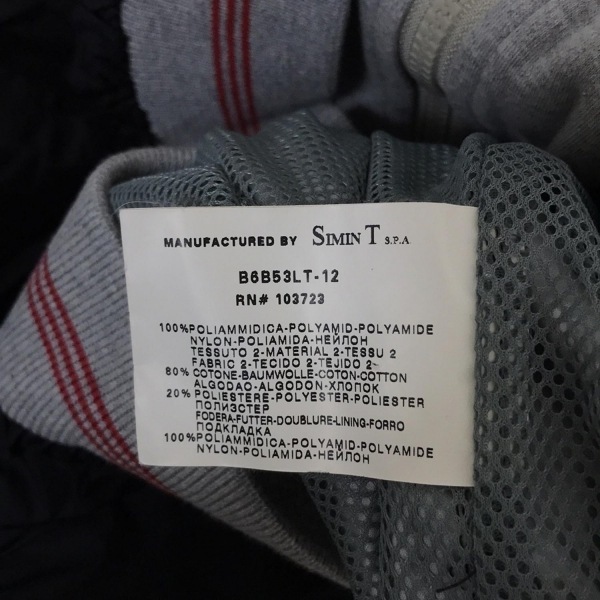 MANUFACTURED BY SIMIN T S.P.A
B6B53LT-12
RN# 103723
100%POLIAMMIDICA-POLYAMID-POLYAMIDE
NYLON-POLIAMIDA-НЕЙЛОН
TESSUTO 2-MATERIAL 2-TESSU 2
FABRIC 2-TECIDO 2-TEJIDO 2-
80% COTONE-BAUMWOLLE-COTON-COTTON
ALGODAO-ALGODON-ХЛОПОК
20% POLIESTERE-POLYESTER-POLIESTER
ПОЛИЭСТЕР
FODERA-FUTTER-DOUBLURE-LINING-FORRO
ПОДКЛАДКА
100%POLIAMMIDICA-POLYAMID-POLYAMIDE
NYLON-POLIAMIDA-НЕЙЛОН